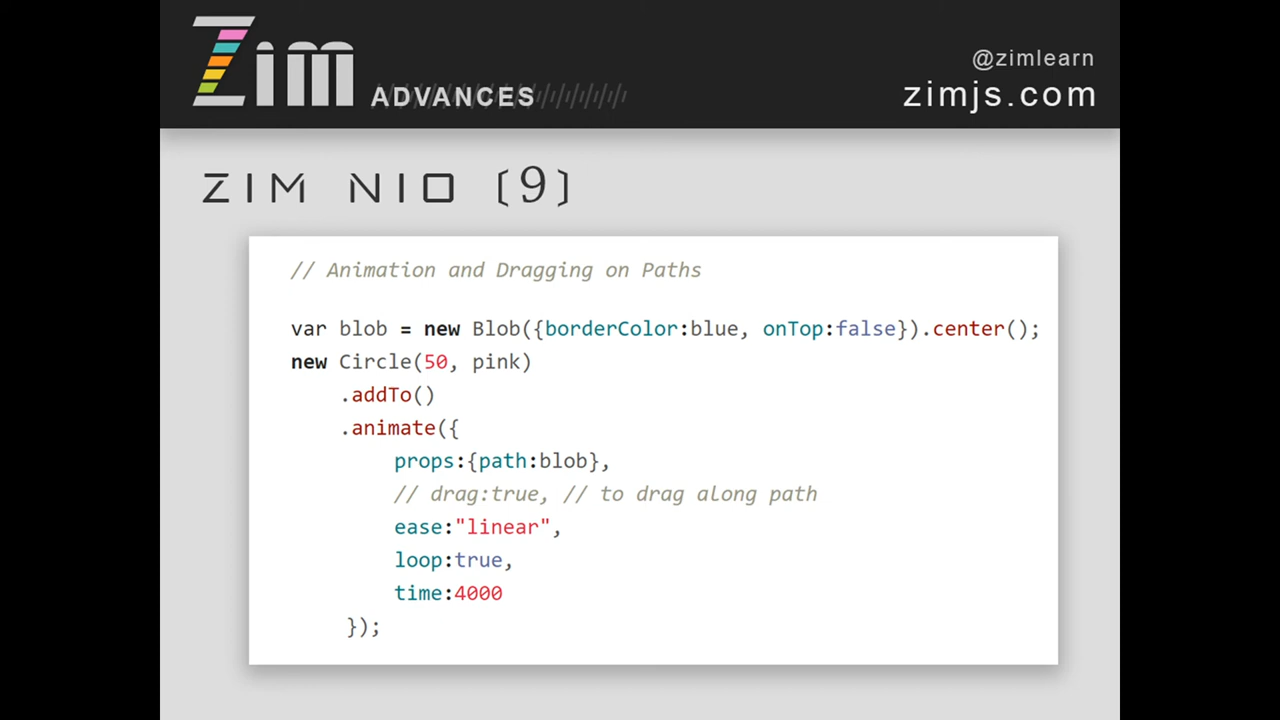 Zim ADVANCES
@zimlearn
zimjs.com
ZIM NIO (9)
// Animation and Dragging on Paths
var blob = new Blob({borderColor:blue, onTop:false}).center();
new Circle(50, pink)
.addTo()
.animate({
props:{path:blob},
// drag:true, // to drag along path
ease:"linear",
loop:true,
time:4000
});